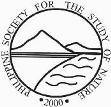 PHILIPPINE SOCIETY FOR THE STUDY OF NATURE
• 2000 •